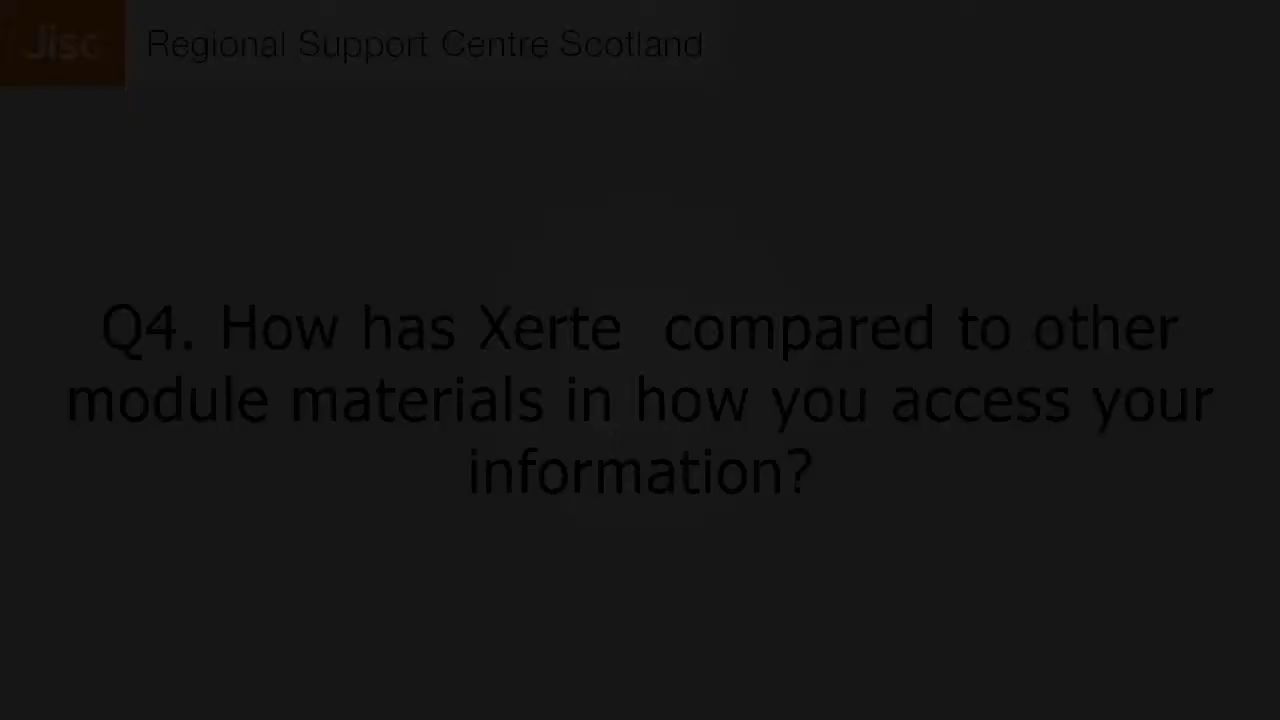 Jisc
Regional Support Centre Scotland
Q4. How has Xerte  compared to other
module materials in how you access your
information?